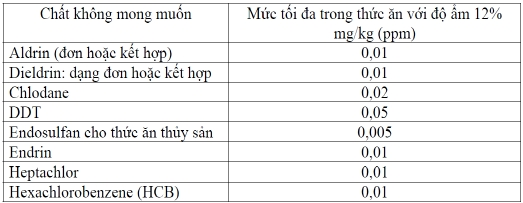 Chất không mong muốn
Mức tối đa trong thức ăn với độ ẩm 12%
mg/kg (ppm)
Aldrin (đơn hoặc kết hợp) 0,01
Dieldrin: dạng đơn hoặc kết hợp 0,01
Chlodane 0,02
DDT 0,05
Endosulfan cho thức ăn thủy sản 0,005
Endrin 0,01
Heptachlor 0,01
Hexachlorobenzene (HCB) 0,01